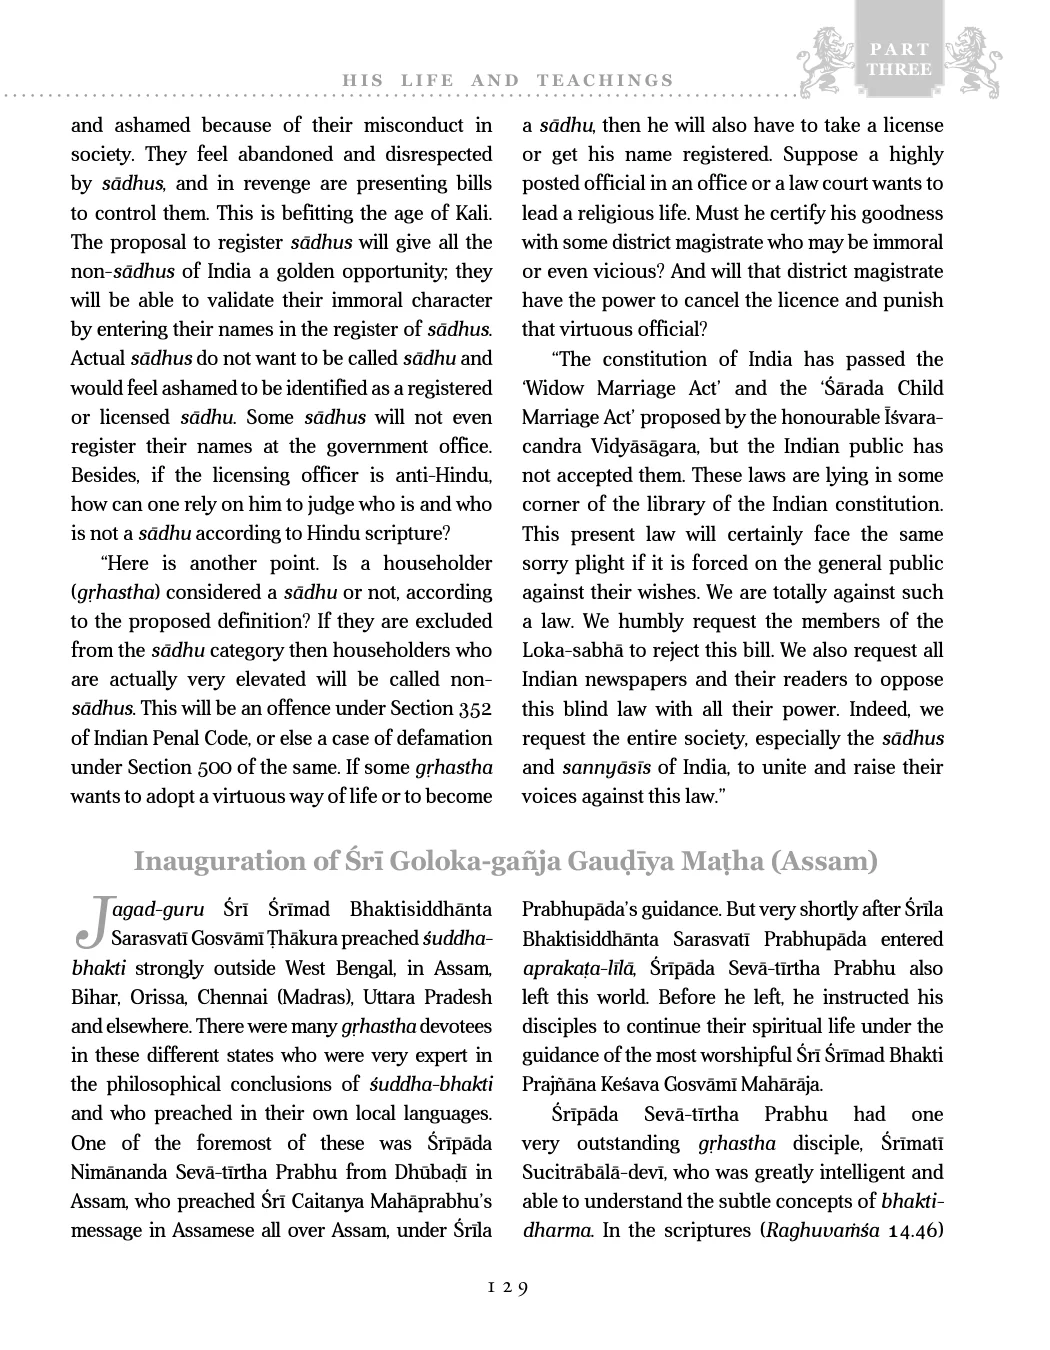 PART
THREE
HIS LIFE AND TEACHINGS
and ashamed because of their misconduct in
society. They feel abandoned and disrespected
by sādhus, and in revenge are presenting bills
to control them. This is befitting the age of Kali.
The proposal to register sādhus will give all the
non-sādhus of India a golden opportunity; they
will be able to validate their immoral character
by entering their names in the register of sādhus.
Actual sādhus do not want to be called sādhu and
would feel ashamed to be identified as a registered
or licensed sādhu. Some sādhus will not even
register their names at the government office.
Besides, if the licensing officer is anti-Hindu,
how can one rely on him to judge who is and who
is not a sādhu according to Hindu scripture?
“Here is another point. Is a householder
(gṛhastha) considered a sādhu or not, according
to the proposed definition? If they are excluded
from the sādhu category then householders who
are actually very elevated will be called non-
sādhus. This will be an offence under Section 352
of Indian Penal Code, or else a case of defamation
under Section 500 of the same. If some gṛhastha
wants to adopt a virtuous way of life or to become
a sādhu, then he will also have to take a license
or get his name registered. Suppose a highly
posted official in an office or a law court wants to
lead a religious life. Must he certify his goodness
with some district magistrate who may be immoral
or even vicious? And will that district magistrate
have the power to cancel the licence and punish
that virtuous official?
“The constitution of India has passed the
‘Widow Marriage Act’ and the ‘Śārada Child
Marriage Act’ proposed by the honourable Īśvara-
candra Vidyāsāgara, but the Indian public has
not accepted them. These laws are lying in some
corner of the library of the Indian constitution.
This present law will certainly face the same
sorry plight if it is forced on the general public
against their wishes. We are totally against such
a law. We humbly request the members of the
Loka-sabhā to reject this bill. We also request all
Indian newspapers and their readers to oppose
this blind law with all their power. Indeed, we
request the entire society, especially the sādhus
and sannyāsīs of India, to unite and raise their
voices against this law.”
Inauguration of Śrī Goloka-gañja Gauḍīya Maṭha (Assam)
Jagad-guru Śrī Śrīmad Bhaktisiddhānta
Sarasvatī Gosvāmī Ṭhākura preached śuddha-
bhakti strongly outside West Bengal, in Assam,
Bihar, Orissa, Chennai (Madras), Uttara Pradesh
and elsewhere. There were many gṛhastha devotees
in these different states who were very expert in
the philosophical conclusions of śuddha-bhakti
and who preached in their own local languages.
One of the foremost of these was Śrīpāda
Nimānanda Sevā-tīrtha Prabhu from Dhūbaḍī in
Assam, who preached Śrī Caitanya Mahāprabhu’s
message in Assamese all over Assam, under Śrīla
Prabhupāda’s guidance. But very shortly after Śrīla
Bhaktisiddhānta Sarasvatī Prabhupāda entered
aprakaṭa-līlā, Śrīpāda Sevā-tīrtha Prabhu also
left this world. Before he left, he instructed his
disciples to continue their spiritual life under the
guidance of the most worshipful Śrī Śrīmad Bhakti
Prajñāna Keśava Gosvāmī Mahārāja.
Śrīpāda Sevā-tīrtha Prabhu had one
very outstanding gṛhastha disciple, Śrīmatī
Sucitrābālā-devī, who was greatly intelligent and
able to understand the subtle concepts of bhakti-
dharma. In the scriptures (Raghuvaṁśa 14.46)
129